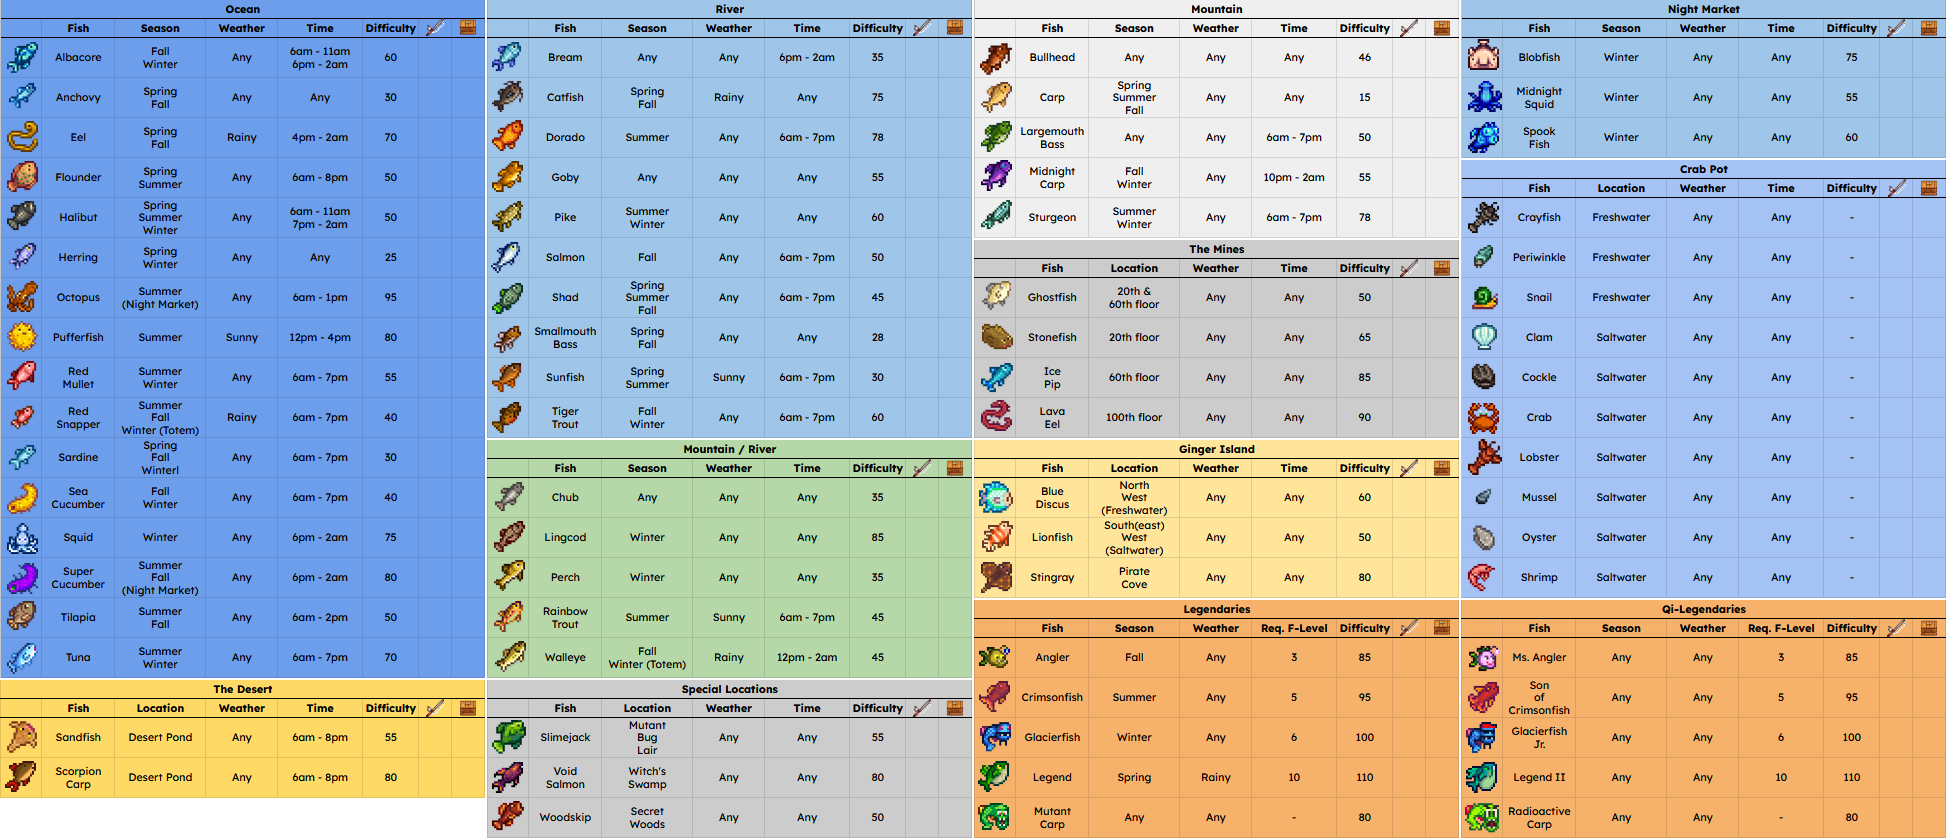 Ocean
Fish Season Weather Time Difficulty
Albacore Fall Winter Any 6am - 11am 6pm - 2am 60
Anchovy Spring Fall Any Any 30
Eel Spring Fall Rainy 4pm - 2am 70
Flounder Spring Summer Any 6am - 8pm 50
Halibut Spring Summer Winter Any 6am - 11am 7pm - 2am 50
Herring Spring Winter Any Any 25
Octopus Summer (Night Market) Any 6am - 1pm 95
Pufferfish Summer Sunny 12pm - 4pm 80
Red Mullet Summer Winter Any 6am - 7pm 55
Red Snapper Summer Fall Winter (Totem) Rainy 6am - 7pm 40
Sardine Spring Fall Winterl Any 6am - 7pm 30
Sea Cucumber Fall Winter Any 6am - 7pm 40
Squid Winter Any 6pm - 2am 75
Super Cucumber Summer Fall (Night Market) Any 6pm - 2am 80
Tilapia Summer Fall Any 6am - 2pm 50
Tuna Summer Winter Any 6am - 7pm 70
The Desert
Fish Location Weather Time Difficulty
Sandfish Desert Pond Any 6am - 8pm 55
Scorpion Carp Desert Pond Any 6am - 8pm 80
River
Fish Season Weather Time Difficulty
Bream Any Any 6pm - 2am 35
Catfish Spring Fall Rainy Any 75
Dorado Summer Any 6am - 7pm 78
Goby Any Any Any 55
Pike Summer Winter Any Any 60
Salmon Fall Any 6am - 7pm 50
Shad Spring Summer Fall Any 6am - 7pm 45
Smallmouth Bass Spring Fall Any Any 28
Sunfish Spring Summer Sunny 6am - 7pm 30
Tiger Trout Fall Winter Any 6am - 7pm 60
Mountain / River
Fish Season Weather Time Difficulty
Chub Any Any Any 35
Lingcod Winter Any Any 85
Perch Winter Any Any 35
Rainbow Trout Summer Sunny 6am - 7pm 45
Walleye Fall Winter (Totem) Rainy 12pm - 2am 45
Special Locations
Fish Location Weather Time Difficulty
Slimejack Mutant Bug Lair Any Any 55
Void Salmon Witch's Swamp Any Any 80
Woodskip Secret Woods Any Any 50
Mountain
Fish Season Weather Time Difficulty
Bullhead Any Any Any 46
Carp Spring Summer Fall Any Any 15
Largemouth Bass Any Any 6am - 7pm 50
Midnight Carp Fall Winter Any 10pm - 2am 55
Sturgeon Summer Winter Any 6am - 7pm 78
The Mines
Fish Location Weather Time Difficulty
Ghostfish 20th & 60th floor Any Any 50
Stonefish 20th floor Any Any 65
Ice Pip 60th floor Any Any 85
Lava Eel 100th floor Any Any 90
Ginger Island
Fish Location Weather Time Difficulty
Blue Discus North West (Freshwater) Any Any 60
Lionfish South(east) West (Saltwater) Any Any 50
Stingray Pirate Cove Any Any 80
Legendaries
Fish Season Weather Req. F-Level Difficulty
Angler Fall Any 3 85
Crimsonfish Summer Any 5 95
Glacierfish Winter Any 6 100
Legend Spring Rainy 10 110
Mutant Carp Any Any - 80
Night Market
Fish Season Weather Time Difficulty
Blobfish Winter Any Any 75
Midnight Squid Winter Any Any 55
Spook Fish Winter Any Any 60
Crab Pot
Fish Location Weather Time Difficulty
Crayfish Freshwater Any Any -
Periwinkle Freshwater Any Any -
Snail Freshwater Any Any -
Clam Saltwater Any Any -
Cockle Saltwater Any Any -
Crab Saltwater Any Any -
Lobster Saltwater Any Any -
Mussel Saltwater Any Any -
Oyster Saltwater Any Any -
Shrimp Saltwater Any Any -
Qi-Legendaries
Fish Season Weather Req. F-Level Difficulty
Ms. Angler Any Any 3 85
Son of Crimsonfish Any Any 5 95
Glacierfish Jr. Any Any 6 100
Legend II Any Any 10 110
Radioactive Carp Any Any - 80